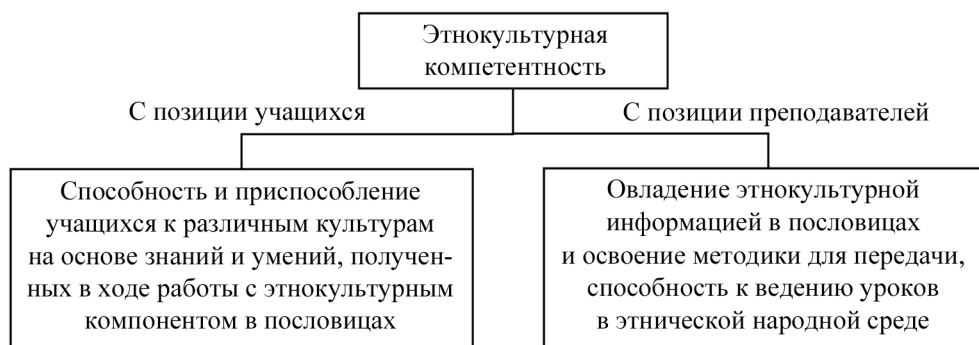 Этнокультурная
компетентность
С позиции учащихся
С позиции преподавателей
Способность и приспособление
учащихся к различным культурам
на основе знаний и умений, получен-
ных в ходе работы с этнокультурным
компонентом в пословицах
Овладение этнокультурной
информацией в пословицах
и освоение методики для передачи,
способность к ведению уроков
в этнической народной среде